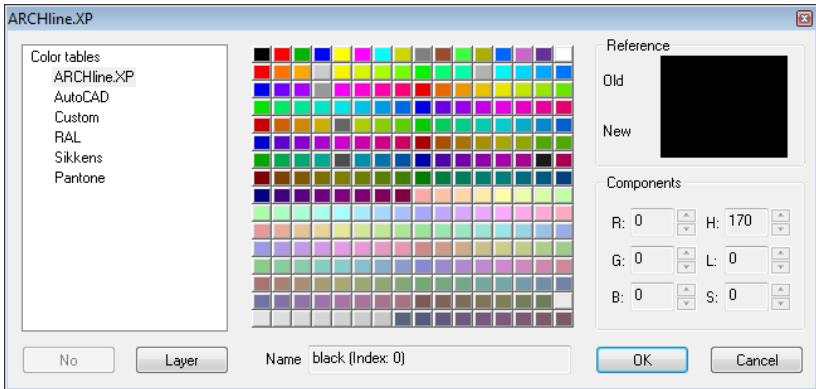 ARCHline.XP
Color tables
ARCHline.XP
AutoCAD
Custom
RAL
Sikkens
Pantone
Reference
Old
New
Components
R: 0 H: 170
G: 0 L: 0
B: 0 S: 0
No Layer Name black (Index: 0) OK Cancel